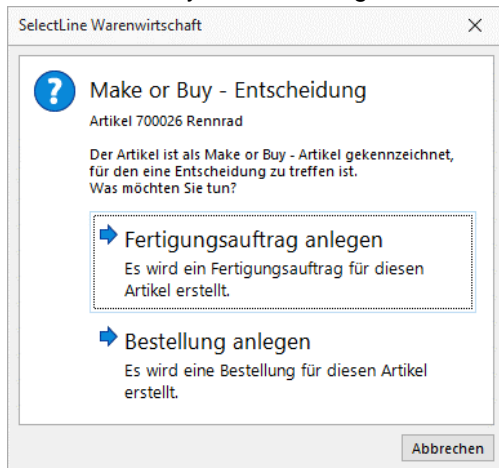 SelectLine Warenwirtschaft
Make or Buy - Entscheidung
Artikel 700026 Rennrad
Der Artikel ist als Make or Buy - Artikel gekennzeichnet,
für den eine Entscheidung zu treffen ist.
Was möchten Sie tun?
Fertigungsauftrag anlegen
Es wird ein Fertigungsauftrag für diesen
Artikel erstellt.
Bestellung anlegen
Es wird eine Bestellung für diesen Artikel
erstellt.
Abbrechen